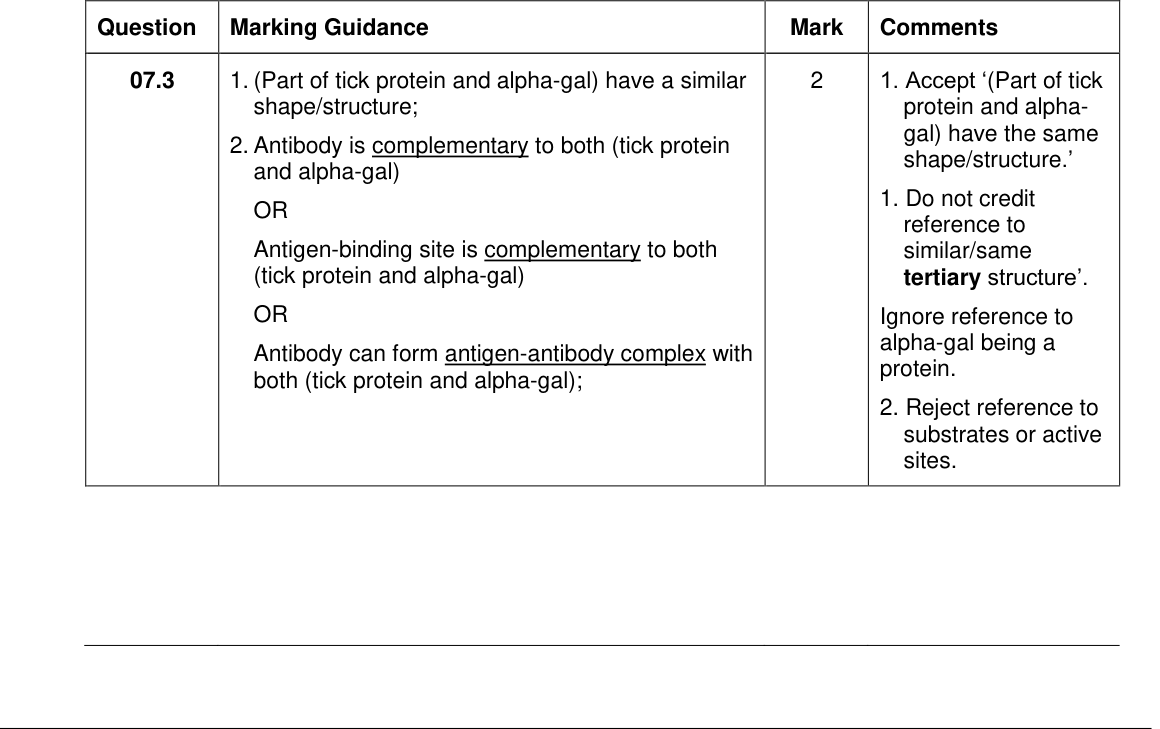 Question Marking Guidance Mark Comments
07.3
1. (Part of tick protein and alpha-gal) have a similar
shape/structure;
2. Antibody is complementary to both (tick protein
and alpha-gal)
OR
Antigen-binding site is complementary to both
(tick protein and alpha-gal)
OR
Antibody can form antigen-antibody complex with
both (tick protein and alpha-gal);
2
1. Accept ‘(Part of tick
protein and alpha-
gal) have the same
shape/structure.’
1. Do not credit
reference to
similar/same
tertiary structure’.
Ignore reference to
alpha-gal being a
protein.
2. Reject reference to
substrates or active
sites.